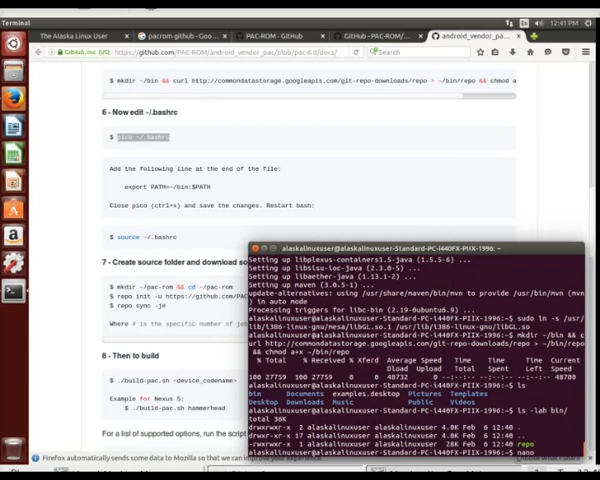 Terminal
12:41 PM
The Alaska Linux User
pacrom github - Goo...
PAC-ROM · GitHub
GitHub - PAC-ROM/...
android_vendor_pa...
GitHub, Inc. (US)
https://github.com/PAC-ROM/android_vendor_pac/blob/pac-6.0/docs/
Search
$ mkdir ~/bin && curl http://commondatastorage.googleapis.com/git-repo-downloads/repo > ~/bin/repo && chmod a
6 - Now edit ~/.bashrc
$ pico ~/.bashrc
Add the following line at the end of the file:
export PATH=~/bin:$PATH
Close pico (ctrl+x) and save the changes. Restart bash:
$ source ~/.bashrc
7 - Create source folder and download so
$ mkdir ~/pac-rom && cd ~/pac-rom
$ repo init -u https://github.com/PAC
$ repo sync -j#
Where # is the specific number of jo
8 - Then to build
$ ./build-pac.sh <device_codename>
Example for Nexus 5:
$ ./build-pac.sh hammerhead
For a list of supported options, run the script
Firefox automatically sends some data to Mozilla so that we can improve your experience.
alaskalinuxuser@alaskalinuxuser-Standard-PC-i440FX-PIIX-1996: ~
Setting up libplexus-containers1.5-java (1.5.5-6) ...
Setting up libsisu-ioc-java (2.3.0-5) ...
Setting up libaether-java (1.13.1-2) ...
Setting up maven (3.0.5-1) ...
update-alternatives: using /usr/share/maven/bin/mvn to provide /usr/bin/mvn (mvn
) in auto mode
Processing triggers for libc-bin (2.19-0ubuntu6.9) ...
alaskalinuxuser@alaskalinuxuser-Standard-PC-i440FX-PIIX-1996:~$ sudo ln -s /usr/
lib/i386-linux-gnu/mesa/libGL.so.1 /usr/lib/i386-linux-gnu/libGL.so
alaskalinuxuser@alaskalinuxuser-Standard-PC-i440FX-PIIX-1996:~$ mkdir ~/bin && c
url http://commondatastorage.googleapis.com/git-repo-downloads/repo > ~/bin/repo
&& chmod a+x ~/bin/repo
% Total % Received % Xferd Average Speed Time Time Time Current
Dload Upload Total Spent Left Speed
100 27759 100 27759 0 0 48732 0 --:--:-- --:--:-- --:--:-- 48700
alaskalinuxuser@alaskalinuxuser-Standard-PC-i440FX-PIIX-1996:~$ ls
bin Documents examples.desktop Pictures Templates
Desktop Downloads Music Public Videos
alaskalinuxuser@alaskalinuxuser-Standard-PC-i440FX-PIIX-1996:~$ ls -lah bin/
total 36K
drwxrwxr-x 2 alaskalinuxuser alaskalinuxuser 4.0K Feb 6 12:40 .
drwxr-xr-x 17 alaskalinuxuser alaskalinuxuser 4.0K Feb 6 12:40 ..
-rwxrwxr-x 1 alaskalinuxuser alaskalinuxuser 28K Feb 6 12:40 repo
alaskalinuxuser@alaskalinuxuser-Standard-PC-i440FX-PIIX-1996:~$ nano